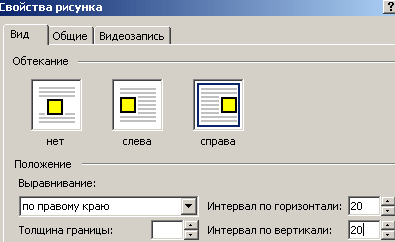 Свойства рисунка ?
Вид Общие Видеозапись
Обтекание
нет слева справа
Положение
Выравнивание:
по правому краю Интервал по горизонтали: 20
Толщина границы: Интервал по вертикали: 20